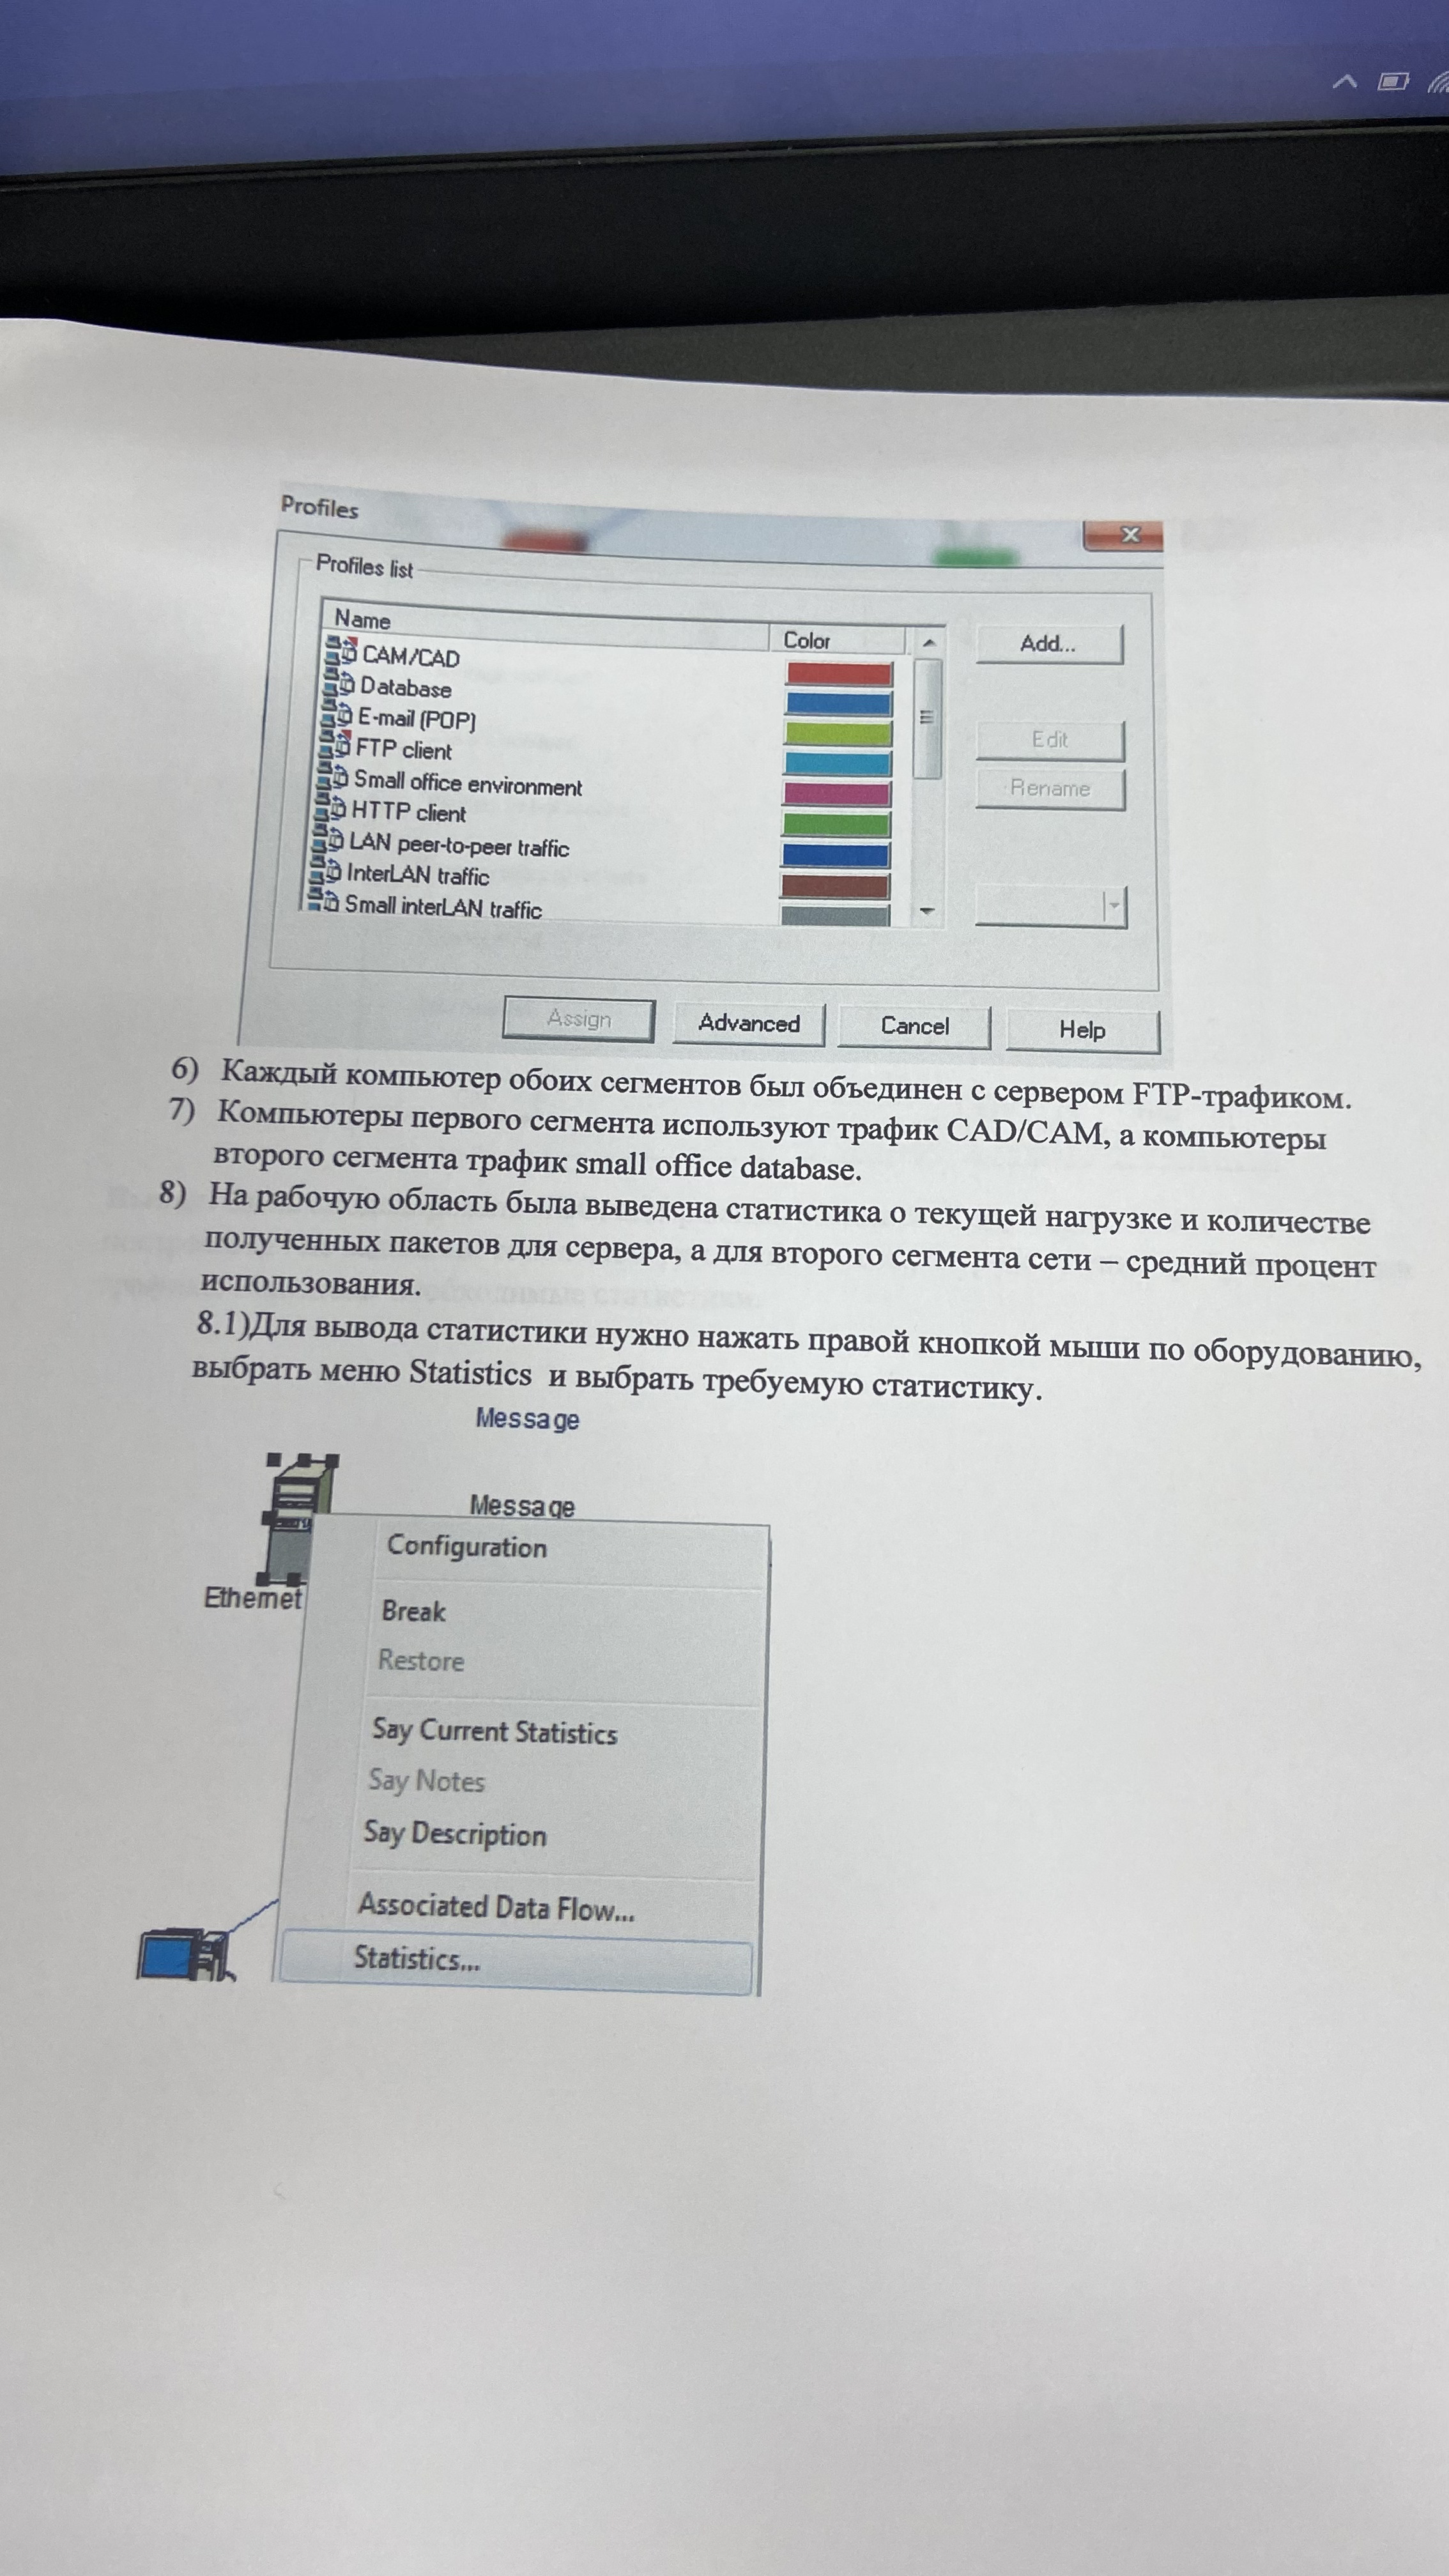 Profiles
Profiles list
Name
Color
Add...
CAM/CAD
Database
E-mail (POP)
Edit
FTP client
Small office environment
Rename
HTTP client
LAN peer-to-peer traffic
InterLAN traffic
Small interLAN traffic
Assign
Advanced
Cancel
Help
6) Каждый компьютер обоих сегментов был объединен с сервером FTP-трафиком.
7) Компьютеры первого сегмента используют трафик CAD/CAM, а компьютеры
второго сегмента трафик small office database.
8) На рабочую область была выведена статистика о текущей нагрузке и количестве
полученных пакетов для сервера, а для второго сегмента сети – средний процент
использования.
8.1)Для вывода статистики нужно нажать правой кнопкой мыши по оборудованию,
выбрать меню Statistics и выбрать требуемую статистику.
Message
Message
Configuration
Ethernet
Break
Restore
Say Current Statistics
Say Notes
Say Description
Associated Data Flow...
Statistics...